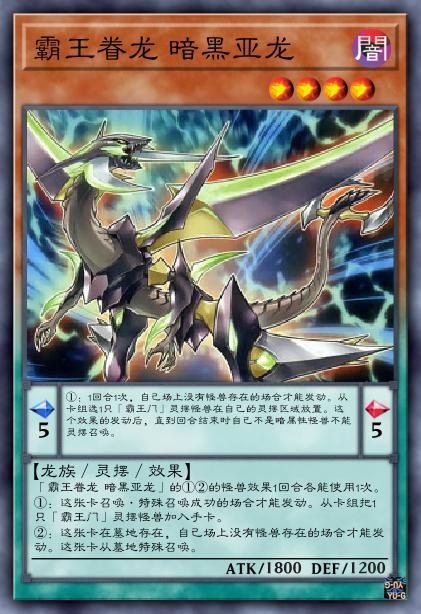 霸王眷龙 暗黑亚龙
闇
①：1回合1次，自己场上没有怪兽存在的场合才能发动。从
卡组选1只「霸王门」灵摆怪兽在自己的灵摆区域放置。这
个效果的发动后，直到回合结束时自己不是暗属性怪兽不能
灵摆召唤。
5
5
【龙族／灵摆／效果】
「霸王眷龙 暗黑亚龙」的①②的怪兽效果1回合各能使用1次。
①：这张卡召唤·特殊召唤成功的场合才能发动。从卡组把1
只「霸王门」灵摆怪兽加入手卡。
②：这张卡在墓地存在，自己场上没有怪兽存在的场合才能发
动。这张卡从墓地特殊召唤。
ATK/1800 DEF/1200